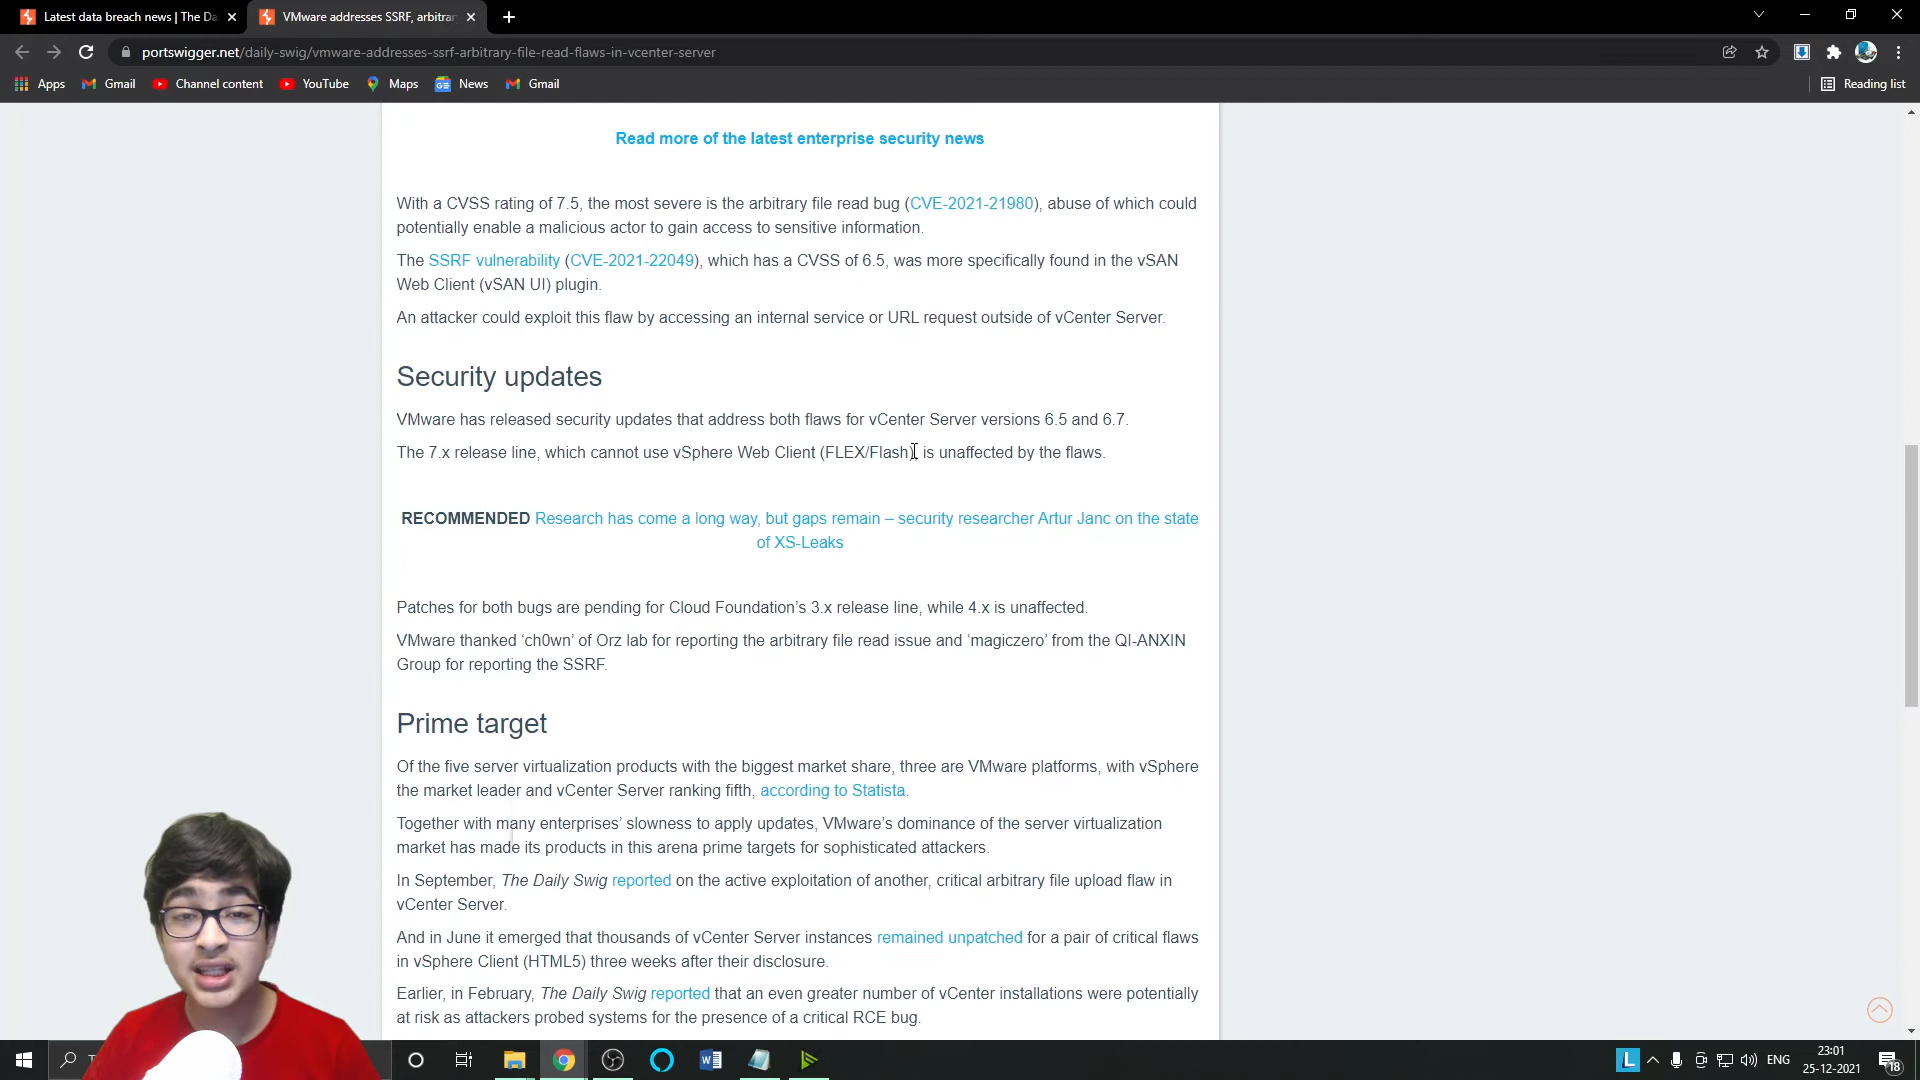 Latest data breach news | The Da
VMware addresses SSRF, arbitrar
portswigger.net/daily-swig/vmware-addresses-ssrf-arbitrary-file-read-flaws-in-vcenter-server
Apps
Gmail
Channel content
YouTube
Maps
News
Gmail
Reading list
Read more of the latest enterprise security news
With a CVSS rating of 7.5, the most severe is the arbitrary file read bug (CVE-2021-21980), abuse of which could
potentially enable a malicious actor to gain access to sensitive information.
The SSRF vulnerability (CVE-2021-22049), which has a CVSS of 6.5, was more specifically found in the vSAN
Web Client (vSAN UI) plugin.
An attacker could exploit this flaw by accessing an internal service or URL request outside of vCenter Server.
Security updates
VMware has released security updates that address both flaws for vCenter Server versions 6.5 and 6.7.
The 7.x release line, which cannot use vSphere Web Client (FLEX/Flash), is unaffected by the flaws.
RECOMMENDED Research has come a long way, but gaps remain – security researcher Artur Janc on the state
of XS-Leaks
Patches for both bugs are pending for Cloud Foundation’s 3.x release line, while 4.x is unaffected.
VMware thanked ‘ch0wn’ of Orz lab for reporting the arbitrary file read issue and ‘magiczero’ from the QI-ANXIN
Group for reporting the SSRF.
Prime target
Of the five server virtualization products with the biggest market share, three are VMware platforms, with vSphere
the market leader and vCenter Server ranking fifth, according to Statista.
Together with many enterprises’ slowness to apply updates, VMware’s dominance of the server virtualization
market has made its products in this arena prime targets for sophisticated attackers.
In September, The Daily Swig reported on the active exploitation of another, critical arbitrary file upload flaw in
vCenter Server.
And in June it emerged that thousands of vCenter Server instances remained unpatched for a pair of critical flaws
in vSphere Client (HTML5) three weeks after their disclosure.
Earlier, in February, The Daily Swig reported that an even greater number of vCenter installations were potentially
at risk as attackers probed systems for the presence of a critical RCE bug.
L
ENG
23:01
25-12-2021
18